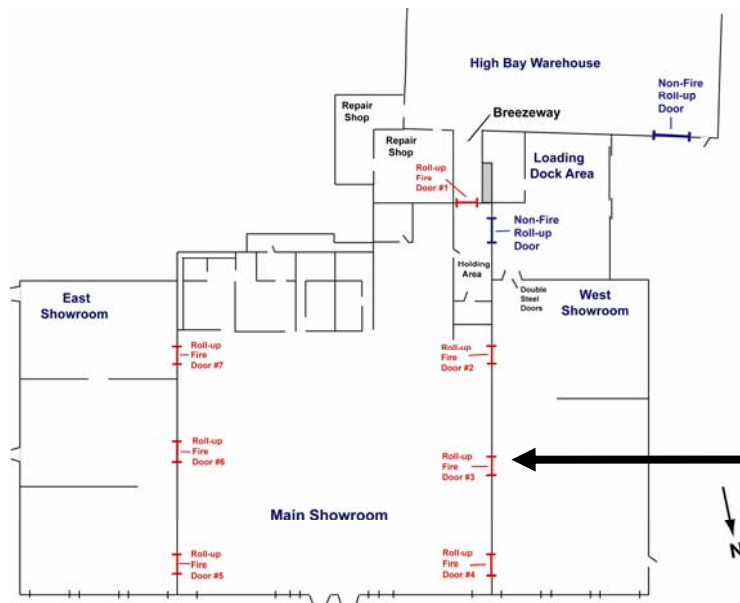 High Bay Warehouse
Non-Fire
Roll-up
Door
Repair
Shop
Breezeway
Repair
Shop
Loading
Dock Area
Roll-up
Fire
Door #1
Non-Fire
Roll-up
Door
Holding
Area
East
Showroom
Double
Steel
Doors
West
Showroom
Roll-up
Fire
Door #7
Roll-up
Fire
Door #2
Roll-up
Fire
Door #6
Roll-up
Fire
Door #3
Main Showroom
N
Roll-up
Fire
Door #5
Roll-up
Fire
Door #4